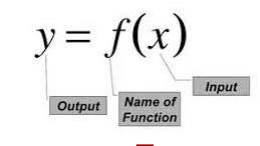 y = f(x)
Input
Output
Name of
Function